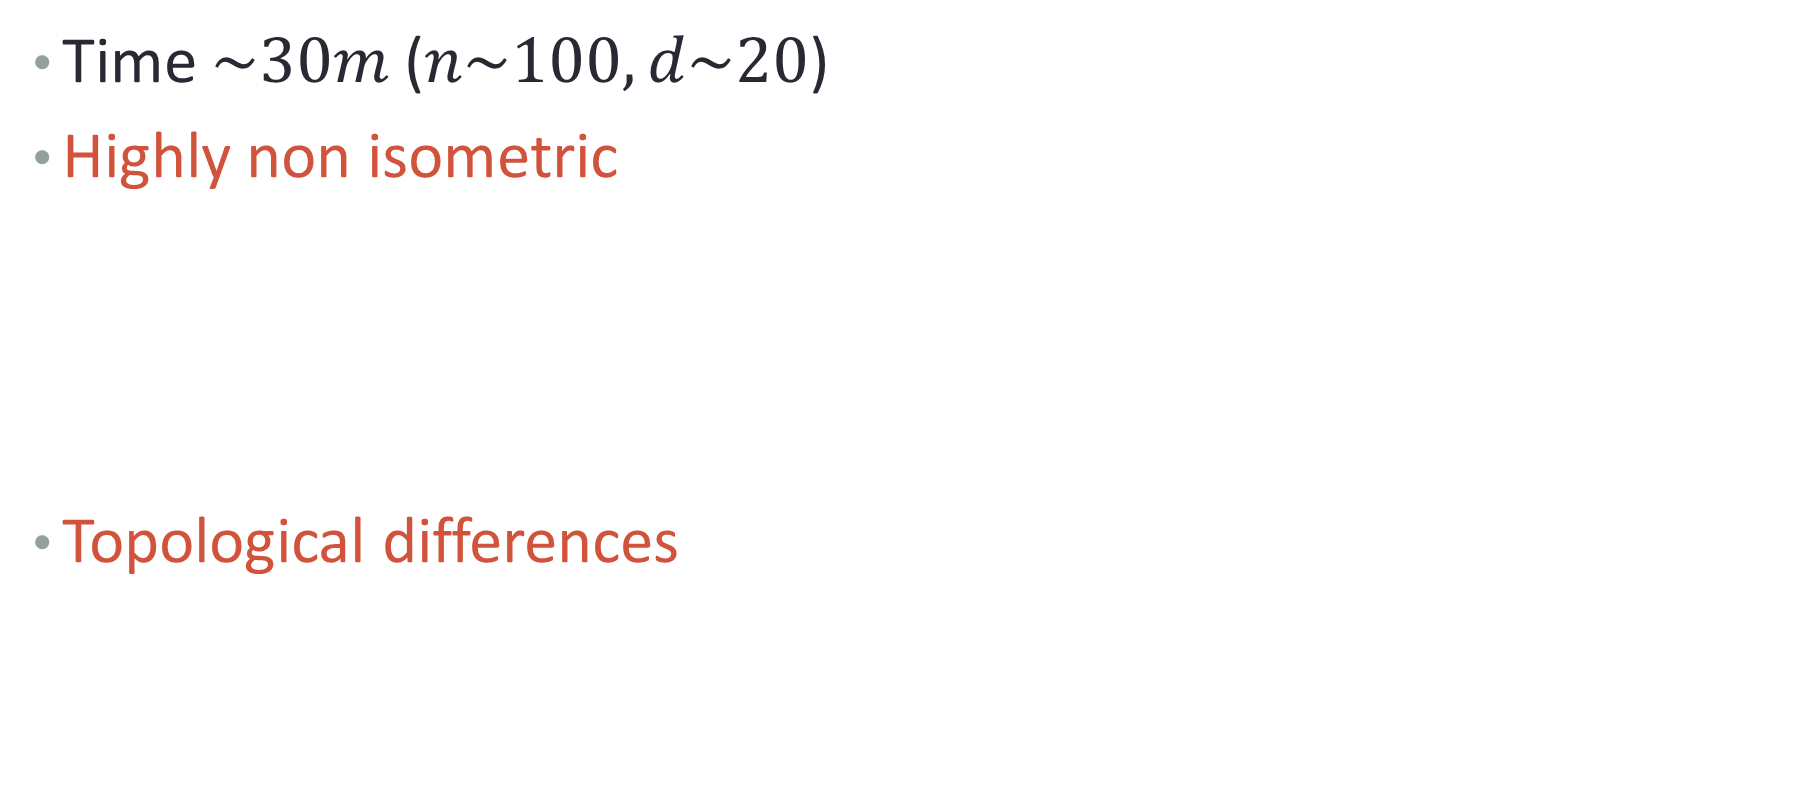 • Time ~30m (n~100, d~20)
• Highly non isometric
• Topological differences